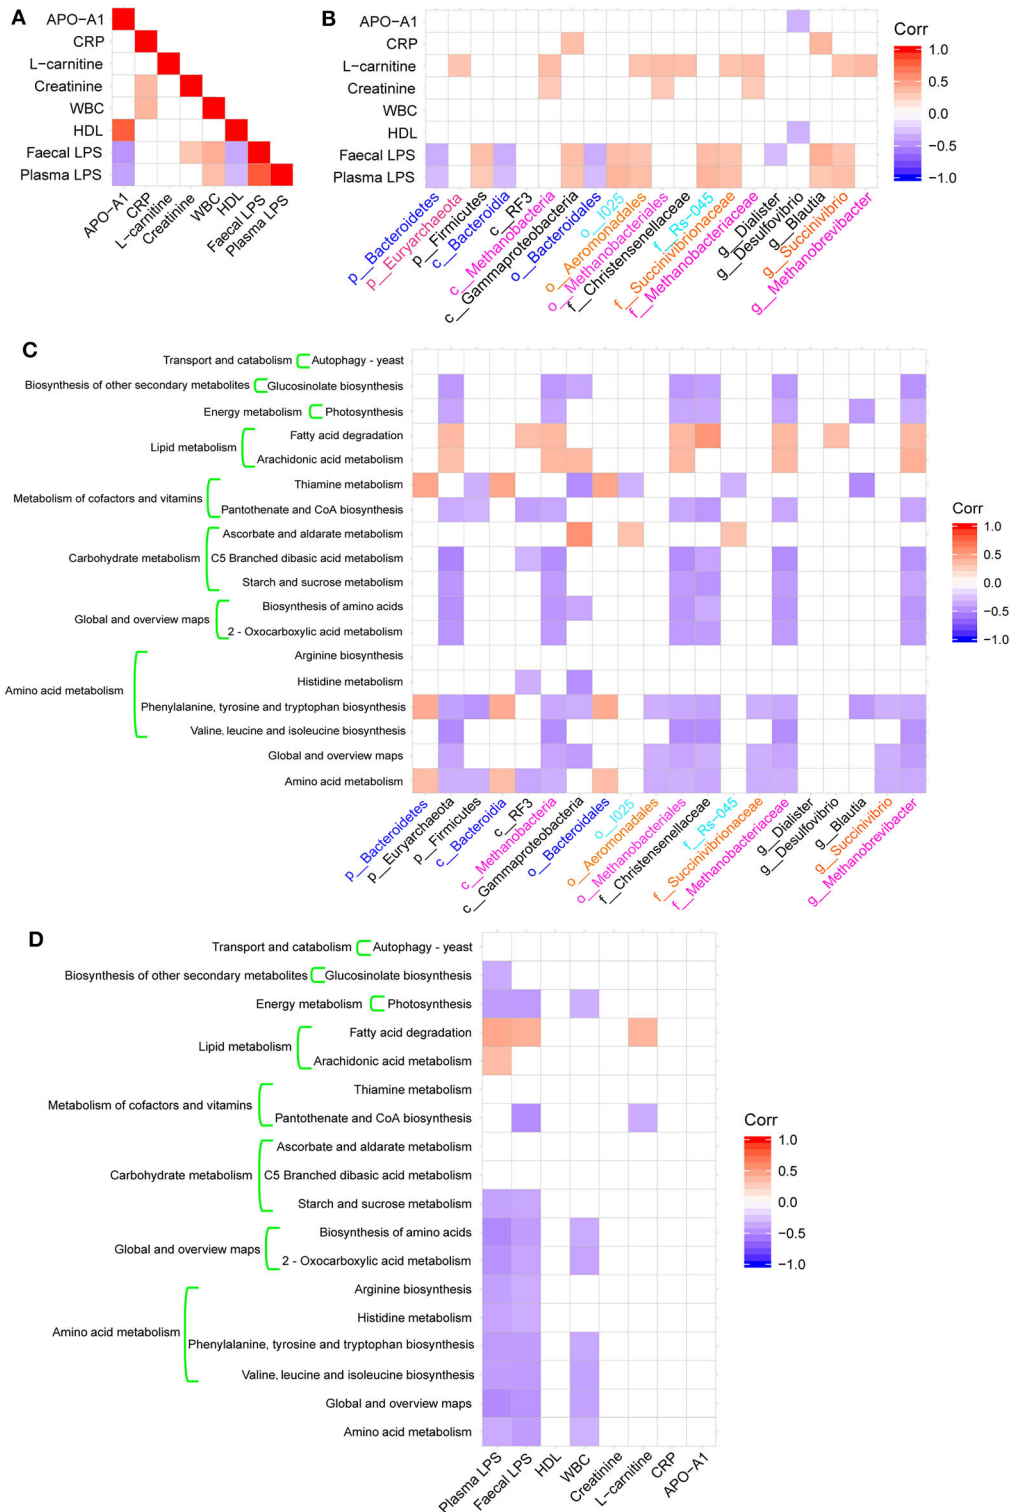 A
APO−A1
CRP
L−carnitine
Creatinine
WBC
HDL
Faecal LPS
Plasma LPS
APO−A1
CRP
L−carnitine
Creatinine
WBC
HDL
Faecal LPS
Plasma LPS
B
APO−A1
CRP
L−carnitine
Creatinine
WBC
HDL
Faecal LPS
Plasma LPS
p__Bacteroidetes
p__Euryarchaeota
p__Firmicutes
c__Bacteroidia
c__RF3
c__Methanobacteria
c__Gammaproteobacteria
o__Bacteroidales
o__I025
o__Aeromonadales
o__Methanobacteriales
f__Christensenellaceae
f__Rs−045
f__Succinivibrionaceae
f__Methanobacteriaceae
g__Dialister
g__Desulfovibrio
g__Blautia
g__Succinivibrio
g__Methanobrevibacter
Corr
1.0
0.5
0.0
−0.5
−1.0
C
Transport and catabolism
Autophagy - yeast
Biosynthesis of other secondary metabolites
Glucosinolate biosynthesis
Energy metabolism
Photosynthesis
Lipid metabolism
Fatty acid degradation
Arachidonic acid metabolism
Metabolism of cofactors and vitamins
Thiamine metabolism
Pantothenate and CoA biosynthesis
Carbohydrate metabolism
Ascorbate and aldarate metabolism
C5 Branched dibasic acid metabolism
Starch and sucrose metabolism
Global and overview maps
Biosynthesis of amino acids
2 - Oxocarboxylic acid metabolism
Amino acid metabolism
Arginine biosynthesis
Histidine metabolism
Phenylalanine, tyrosine and tryptophan biosynthesis
Valine, leucine and isoleucine biosynthesis
Global and overview maps
Amino acid metabolism
p__Bacteroidetes
p__Euryarchaeota
p__Firmicutes
c__Bacteroidia
c__RF3
c__Methanobacteria
c__Gammaproteobacteria
o__Bacteroidales
o__I025
o__Aeromonadales
o__Methanobacteriales
f__Christensenellaceae
f__Rs−045
f__Succinivibrionaceae
f__Methanobacteriaceae
g__Dialister
g__Desulfovibrio
g__Blautia
g__Succinivibrio
g__Methanobrevibacter
Corr
1.0
0.5
0.0
−0.5
−1.0
D
Transport and catabolism
Autophagy - yeast
Biosynthesis of other secondary metabolites
Glucosinolate biosynthesis
Energy metabolism
Photosynthesis
Lipid metabolism
Fatty acid degradation
Arachidonic acid metabolism
Metabolism of cofactors and vitamins
Thiamine metabolism
Pantothenate and CoA biosynthesis
Carbohydrate metabolism
Ascorbate and aldarate metabolism
C5 Branched dibasic acid metabolism
Starch and sucrose metabolism
Global and overview maps
Biosynthesis of amino acids
2 - Oxocarboxylic acid metabolism
Amino acid metabolism
Arginine biosynthesis
Histidine metabolism
Phenylalanine, tyrosine and tryptophan biosynthesis
Valine, leucine and isoleucine biosynthesis
Global and overview maps
Amino acid metabolism
Plasma LPS
Faecal LPS
HDL
WBC
Creatinine
L−carnitine
CRP
APO−A1
Corr
1.0
0.5
0.0
−0.5
−1.0